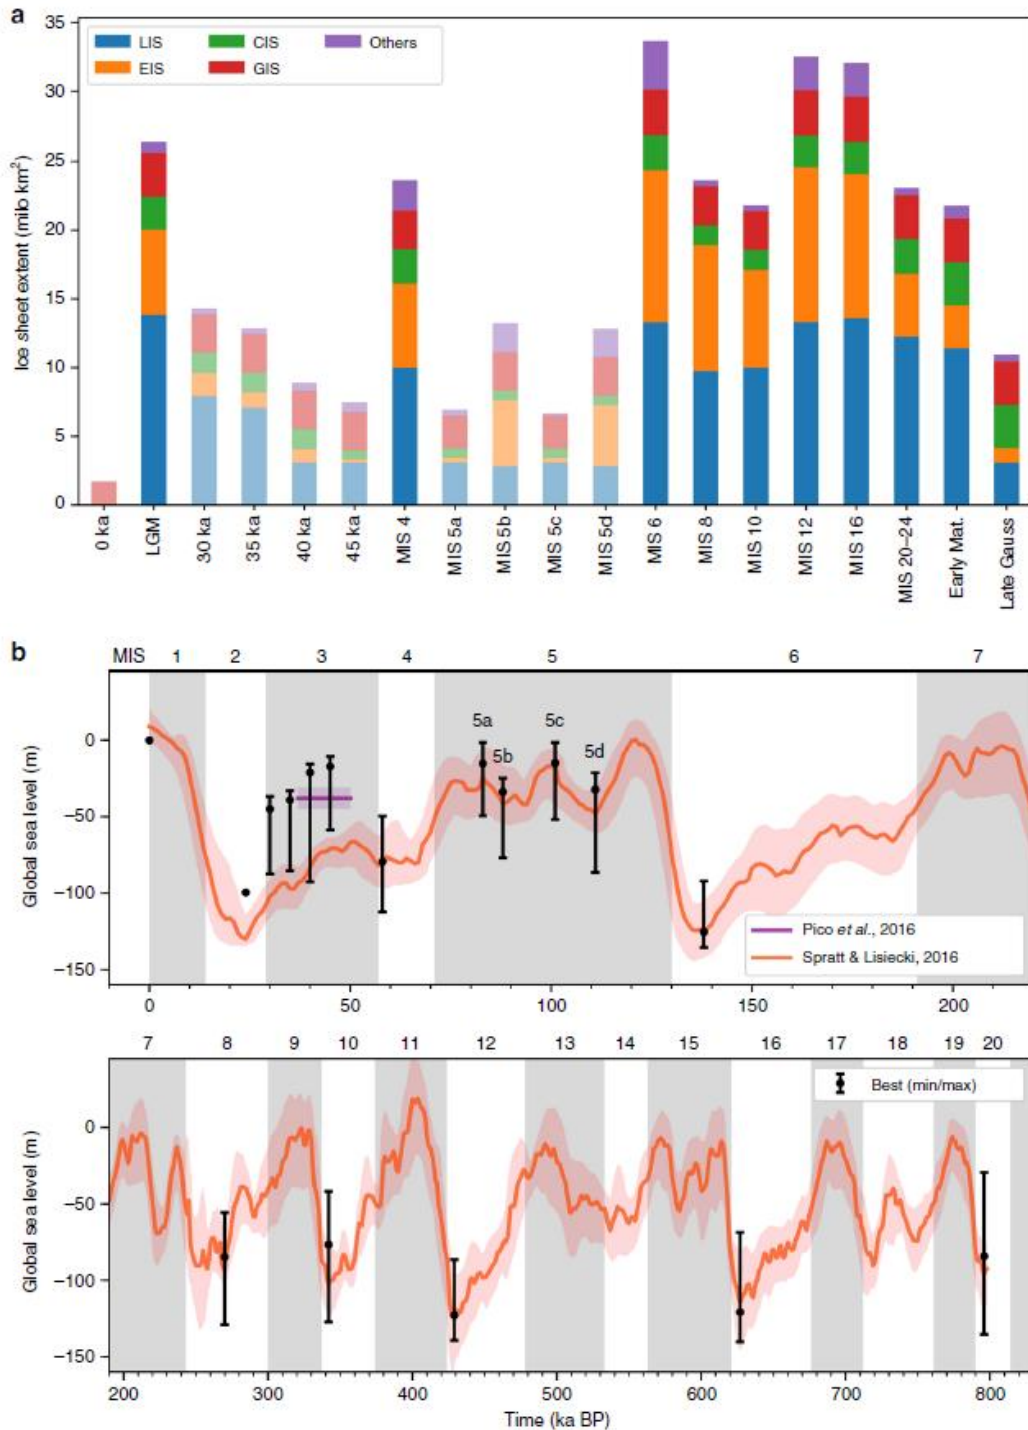 a
35
30
25
20
15
10
5
0
Ice sheet extent (milo km²)
LIS
CIS
Others
EIS
GIS
0 ka
LGM
30 ka
35 ka
40 ka
45 ka
MIS 4
MIS 5a
MIS 5b
MIS 5c
MIS 5d
MIS 6
MIS 8
MIS 10
MIS 12
MIS 16
MIS 20–24
Early Mat.
Late Gauss
b
MIS 1 2 3 4 5 6 7
0
−50
−100
−150
Global sea level (m)
5a
5b
5c
5d
Pico et al., 2016
Spratt & Lisiecki, 2016
0 50 100 150 200
7 8 9 10 11 12 13 14 15 16 17 18 19 20
0
−50
−100
−150
Global sea level (m)
Best (min/max)
200 300 400 500 600 700 800
Time (ka BP)